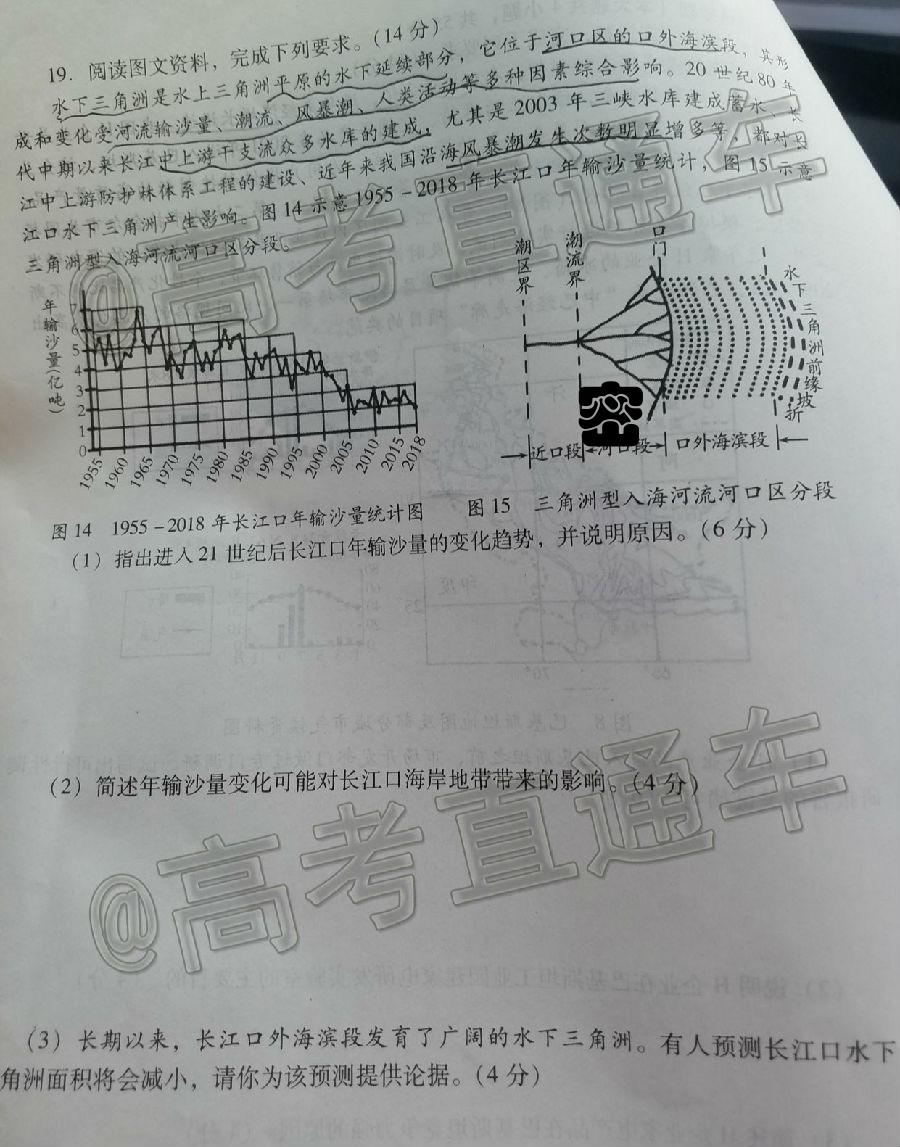 19. 阅读图文资料，完成下列要求。（14 分）
水下三角洲是水上三角洲平原的水下延续部分，它位于河口区的口外海滨段，其形
成和变化受河流输沙量、潮流、风暴潮、人类活动等多种因素综合影响。20 世纪 80 年
代中期以来长江中上游干支流众多水库的建成，尤其是 2003 年三峡水库建成蓄水、长
江中上游防护林体系工程的建设、近年来我国沿海风暴潮发生次数明显增多等，都对长
江口水下三角洲产生影响。图 14 示意 1955－2018 年长江口年输沙量统计，图 15 示意
三角洲型入海河流河口区分段。
年输沙量（亿吨）
7
6
5
4
3
2
1
0
1955 1960 1965 1970 1975 1980 1985 1990 1995 2000 2005 2010 2015 2018
潮区界
潮流界
口门
水下三角洲前缘坡折
近口段 河口段 口外海滨段
图 14 1955－2018 年长江口年输沙量统计图
图 15 三角洲型入海河流河口区分段
（1）指出进入 21 世纪后长江口年输沙量的变化趋势，并说明原因。（6 分）
（2）简述年输沙量变化可能对长江口海岸地带带来的影响。（4 分）
（3）长期以来，长江口外海滨段发育了广阔的水下三角洲。有人预测长江口水下
角洲面积将会减小，请你为该预测提供论据。（4 分）
@高考直通车
@高考直通车